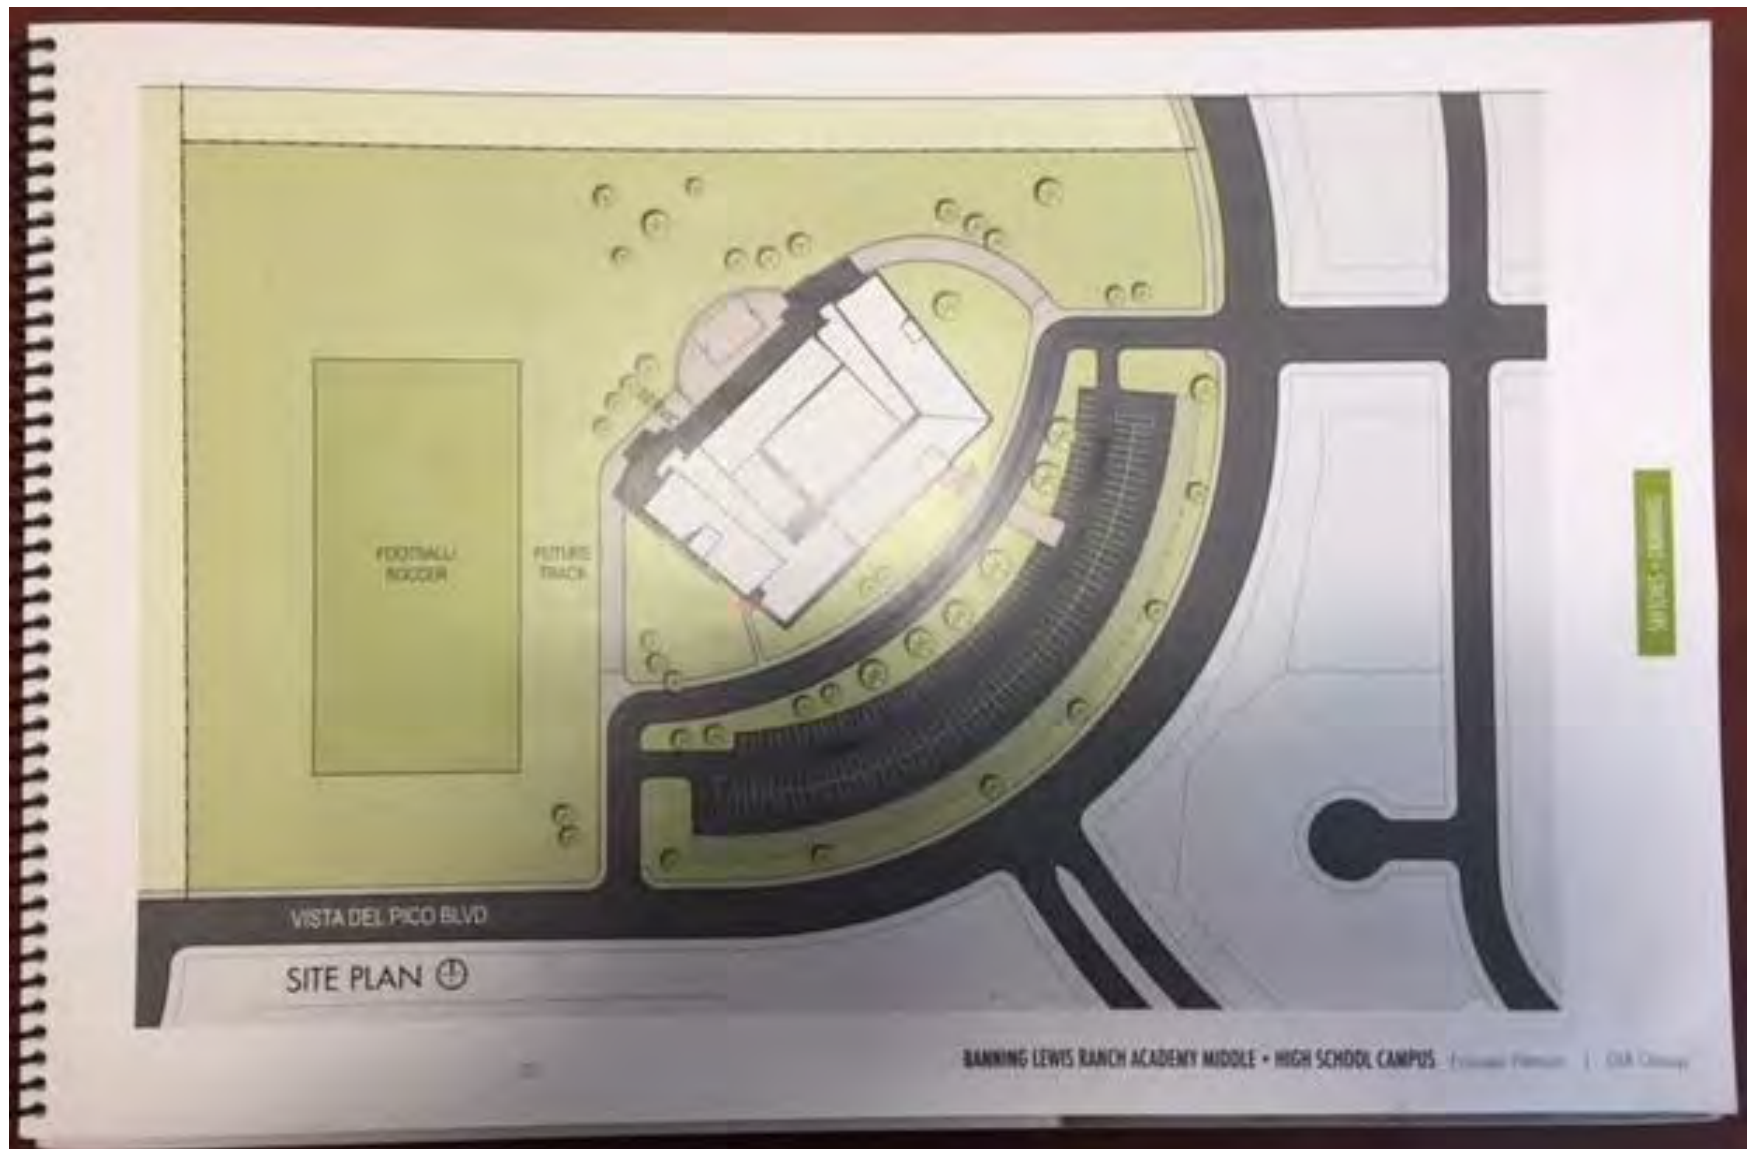 FOOTBALL/
SOCCER
FUTURE
TRACK
VISTA DEL PICO BLVD
SITE PLAN
BANNING LEWIS RANCH ACADEMY MIDDLE • HIGH SCHOOL CAMPUS